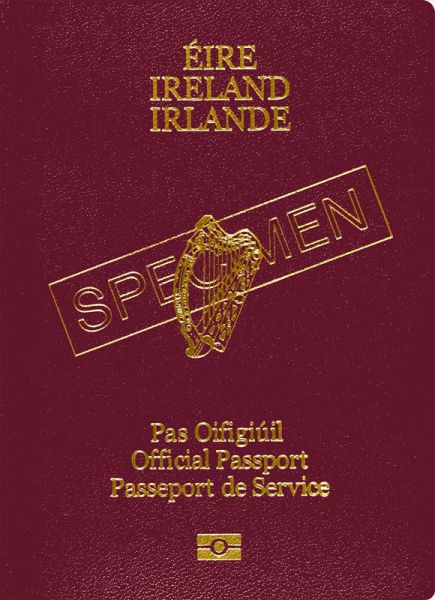 ÉIRE
IRELAND
IRLANDE
SPECIMEN
Pas Oifigiúil
Official Passport
Passeport de Service